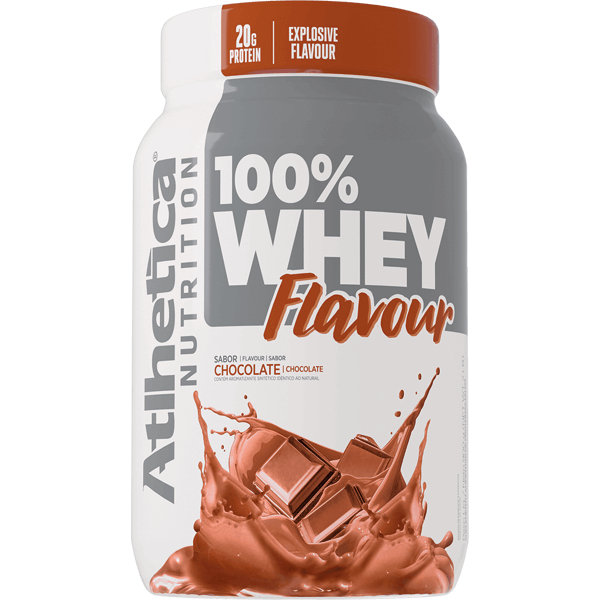 20G
PROTEIN
EXPLOSIVE
FLAVOUR
Atlhetica®
NUTRITION
100%
WHEY
Flavour
SABOR | FLAVOUR | SABOR
CHOCOLATE | CHOCOLATE
CONTÉM AROMATIZANTE SINTÉTICO IDÊNTICO AO NATURAL